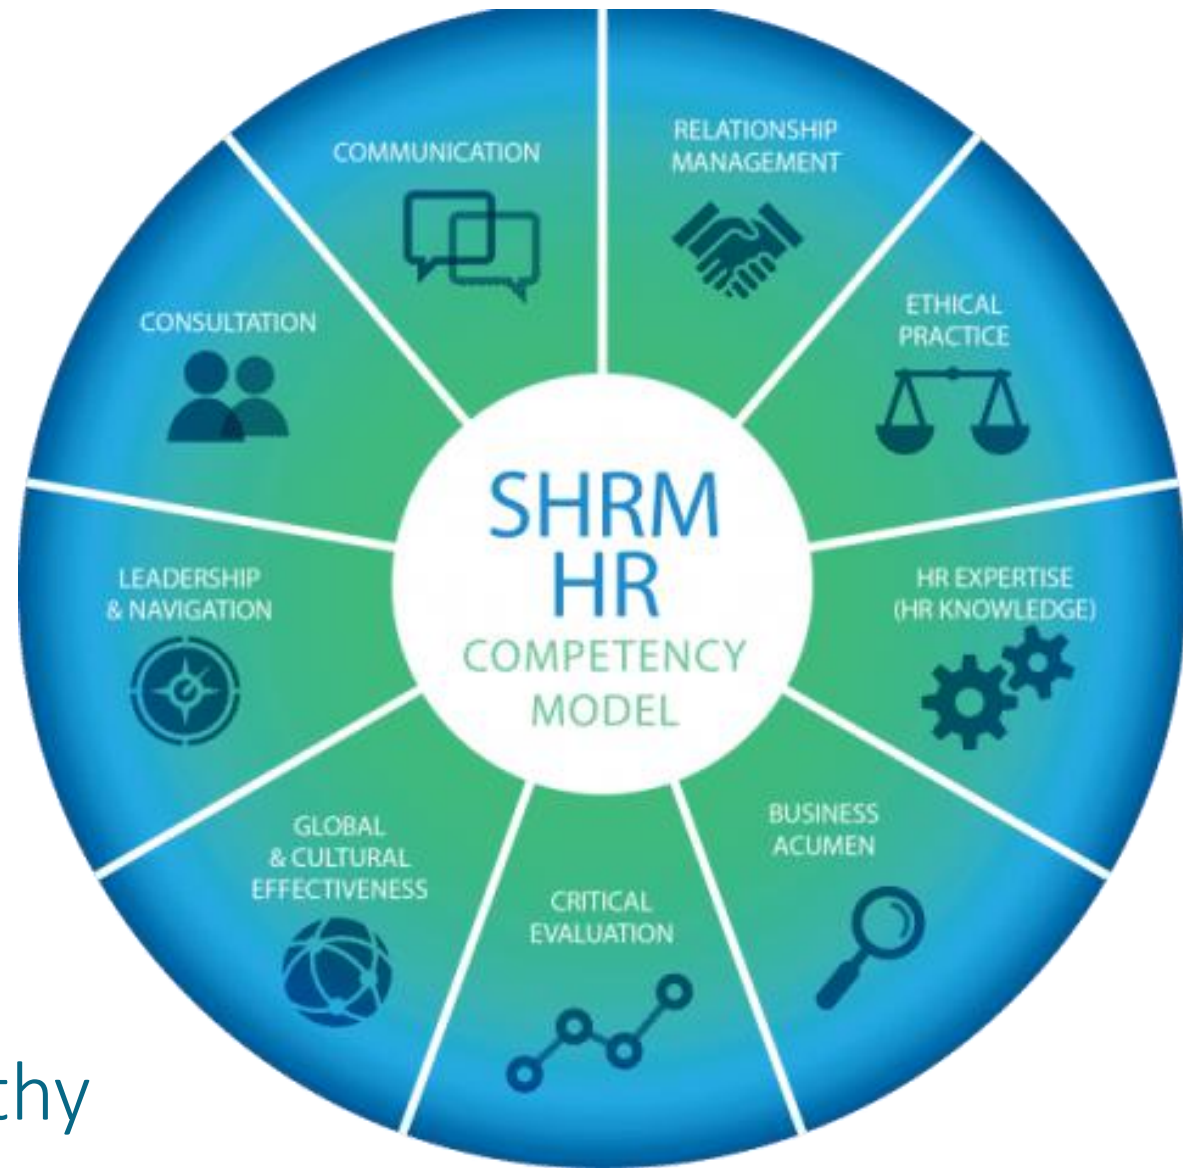 COMMUNICATION
RELATIONSHIP
MANAGEMENT
ETHICAL
PRACTICE
CONSULTATION
SHRM
HR
COMPETENCY
MODEL
LEADERSHIP
& NAVIGATION
HR EXPERTISE
(HR KNOWLEDGE)
BUSINESS
ACUMEN
GLOBAL
& CULTURAL
EFFECTIVENESS
CRITICAL
EVALUATION